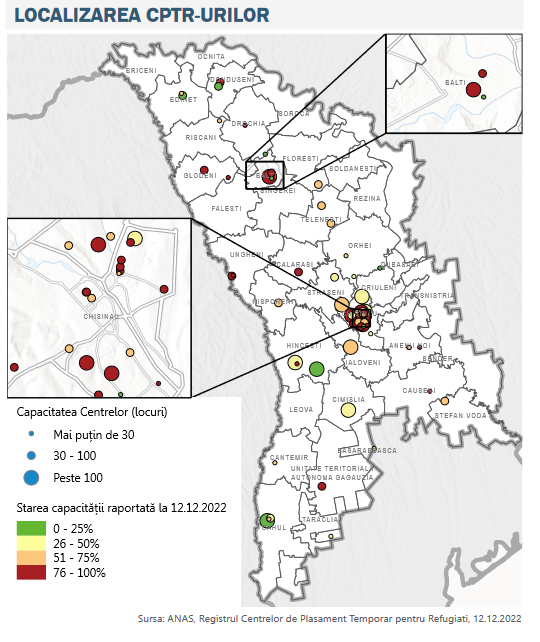 LOCALIZAREA CPTR-URILOR
OCNITA
BRICENI
DONDUSENI
EDINET
SOROCA
DROCHIA
RISCANI
FLORESTI
GLODENI
SOLDANESTI
SINGEREI
REZINA
FALESTI
TELENESTI
ORHEI
UNGHENI
CALARASI
DUBASARI
CRIULENI
STRASENI
TRANSNISTRIA
NISPORENI
HINCESTI
IALOVENI
ANENII NOI
BENDER
CAUSENI
STEFAN VODA
CIMISLIA
LEOVA
BASARABEASCA
CANTEMIR
UNITATE TERITORIALA
AUTONOMA GAGAUZIA
TARACLIA
CAHUL
BALTI
CHISINAU
Capacitatea Centrelor (locuri)
Mai puțin de 30
30 - 100
Peste 100
Starea capacității raportată la 12.12.2022
0 - 25%
26 - 50%
51 - 75%
76 - 100%
Sursa: ANAS, Registrul Centrelor de Plasament Temporar pentru Refugiati, 12.12.2022